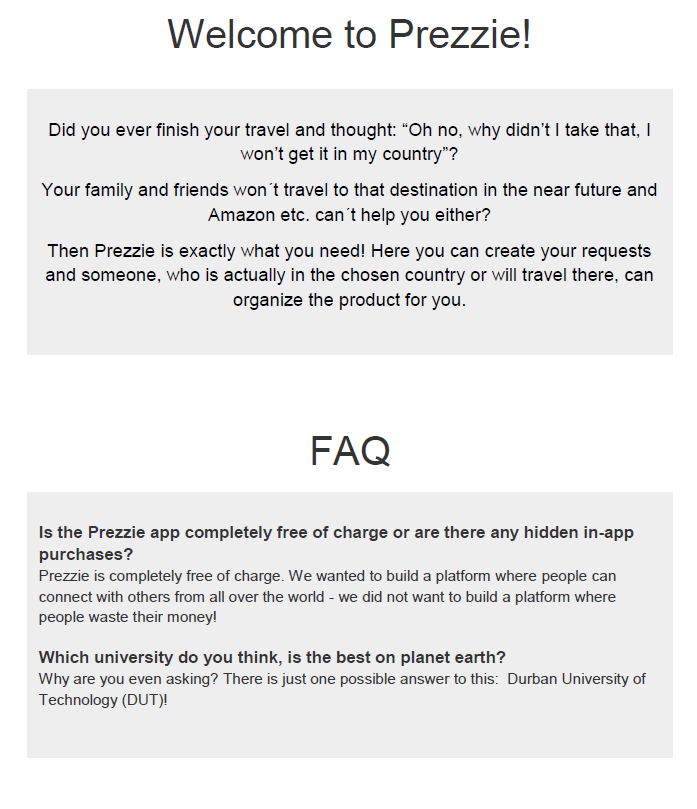 Welcome to Prezzie!
Did you ever finish your travel and thought: “Oh no, why didn’t I take that, I
won’t get it in my country”?
Your family and friends won´t travel to that destination in the near future and
Amazon etc. can´t help you either?
Then Prezzie is exactly what you need! Here you can create your requests
and someone, who is actually in the chosen country or will travel there, can
organize the product for you.
FAQ
Is the Prezzie app completely free of charge or are there any hidden in-app
purchases?
Prezzie is completely free of charge. We wanted to build a platform where people can
connect with others from all over the world - we did not want to build a platform where
people waste their money!
Which university do you think, is the best on planet earth?
Why are you even asking? There is just one possible answer to this:  Durban University of
Technology (DUT)!